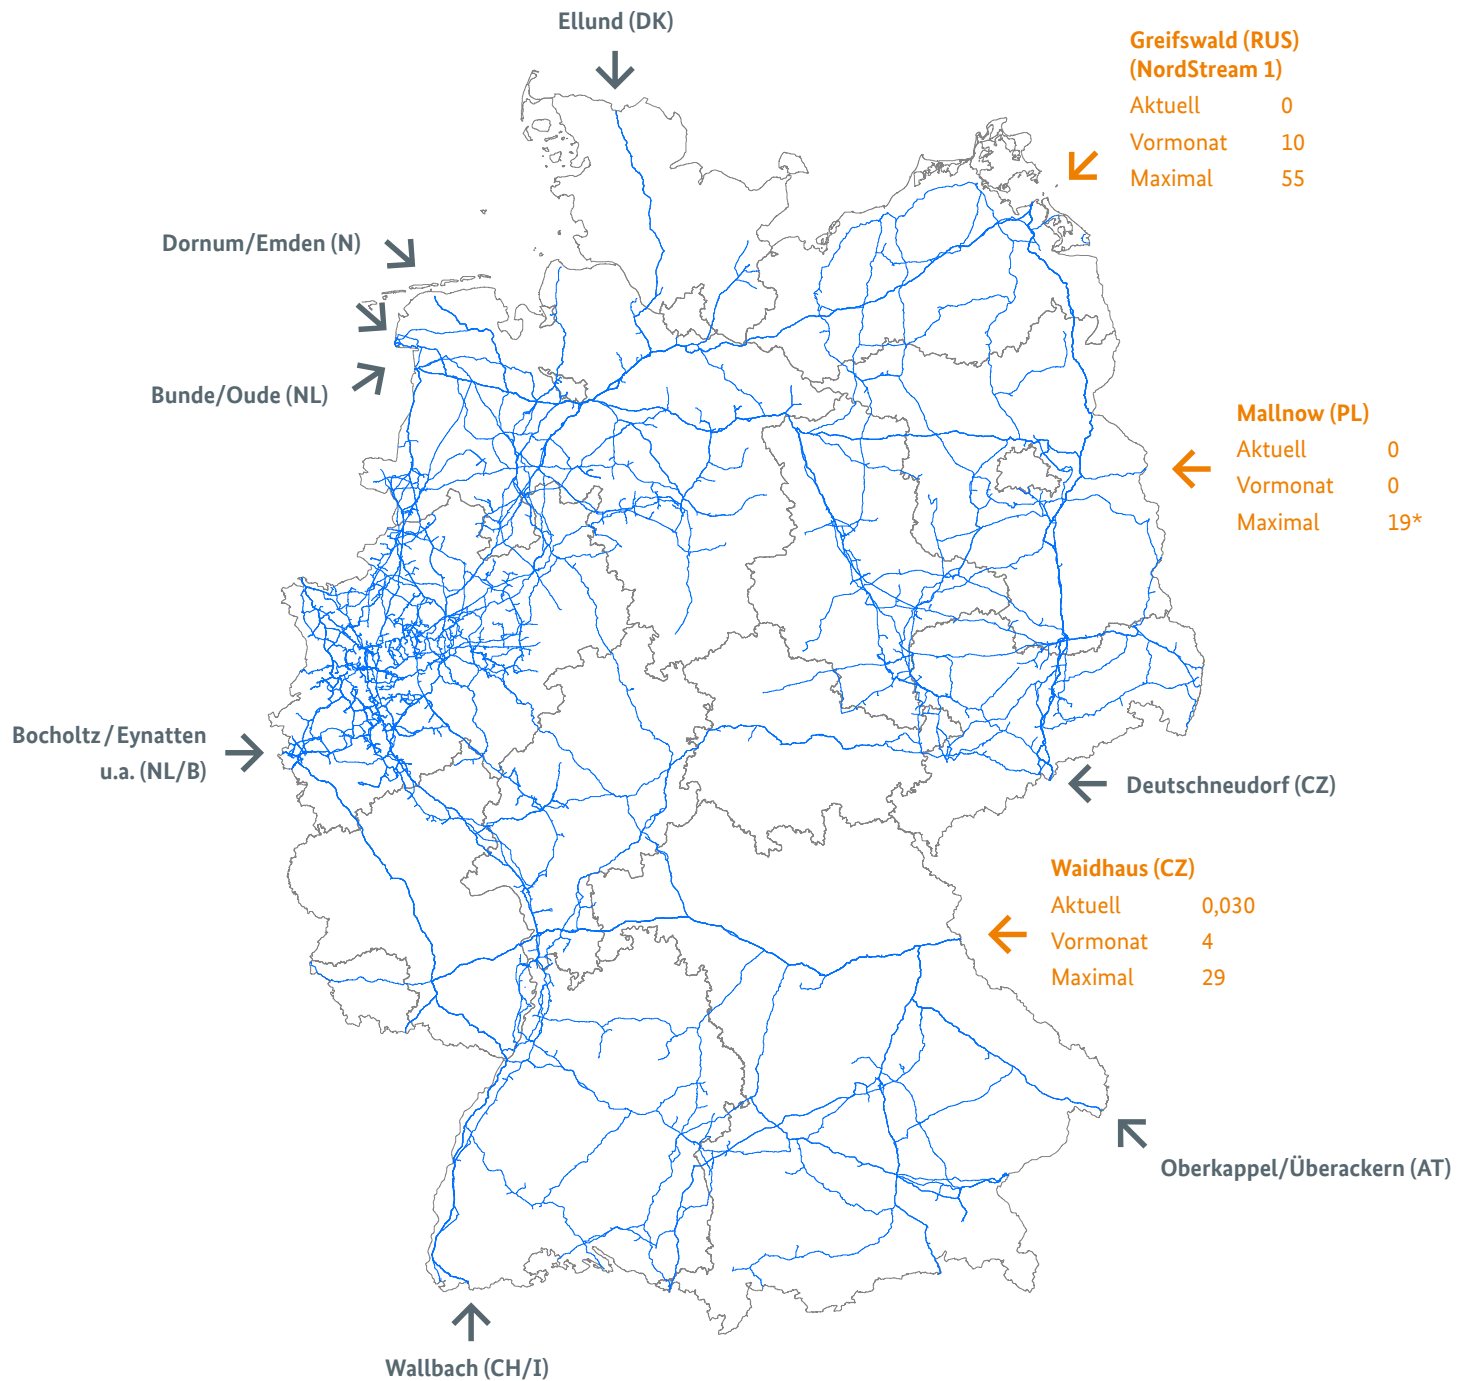 Ellund (DK)
Greifswald (RUS)
(NordStream 1)
Aktuell 0
Vormonat 10
Maximal 55
Dornum/Emden (N)
Bunde/Oude (NL)
Mallnow (PL)
Aktuell 0
Vormonat 0
Maximal 19*
Bocholtz / Eynatten
u.a. (NL/B)
Deutschneudorf (CZ)
Waidhaus (CZ)
Aktuell 0,030
Vormonat 4
Maximal 29
Oberkappel/Überackern (AT)
Wallbach (CH/I)